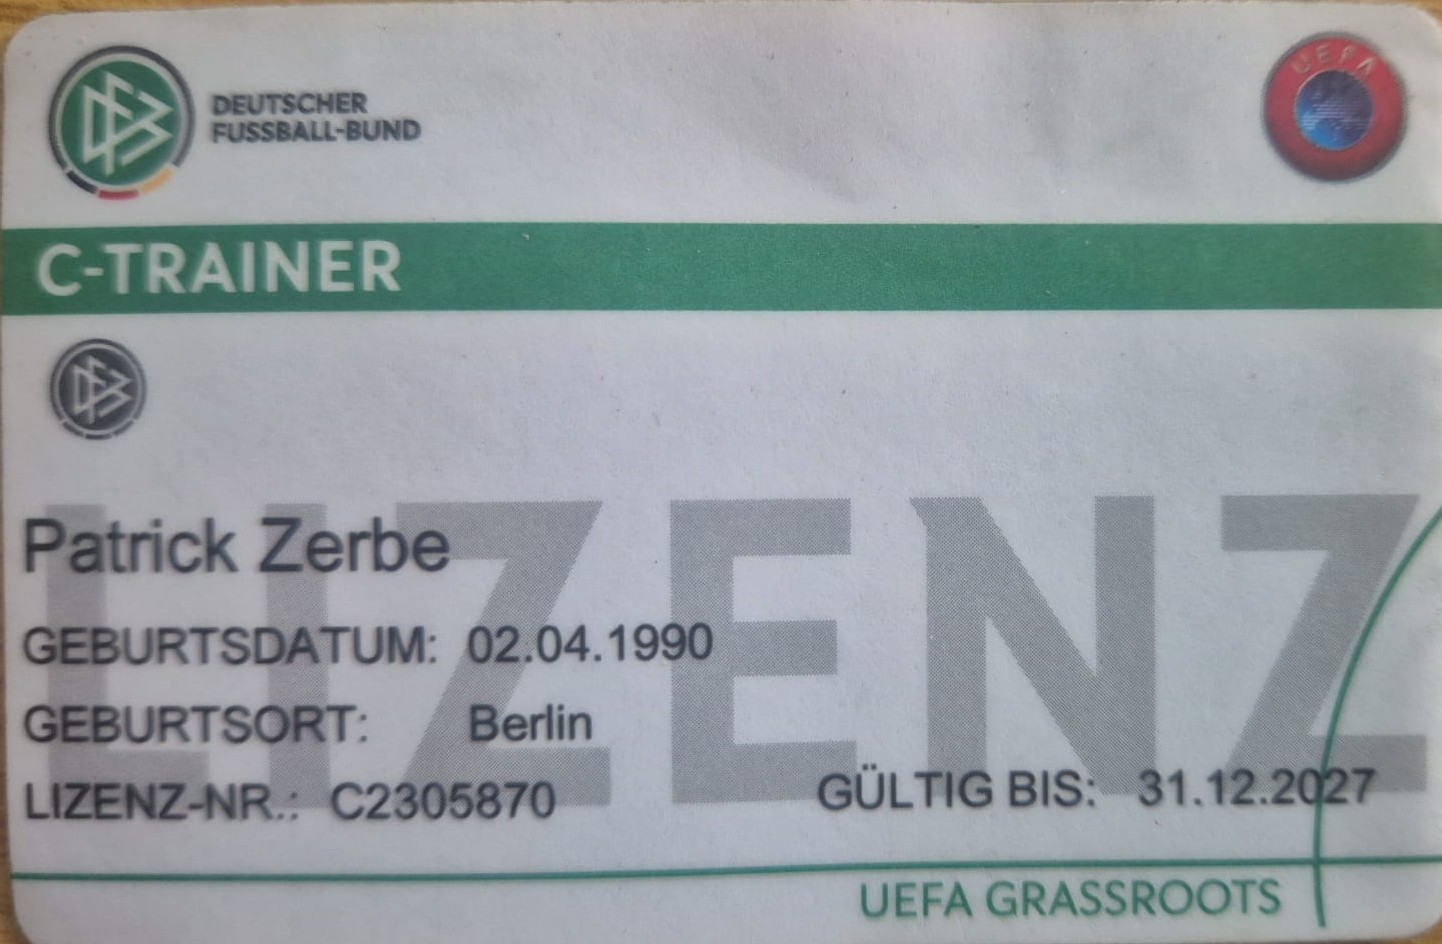 DEUTSCHER
FUSSBALL-BUND
UEFA
C-TRAINER
DFB
LIZENZ
Patrick Zerbe
GEBURTSDATUM: 02.04.1990
GEBURTSORT: Berlin
LIZENZ-NR.: C2305870
GÜLTIG BIS: 31.12.2027
UEFA GRASSROOTS